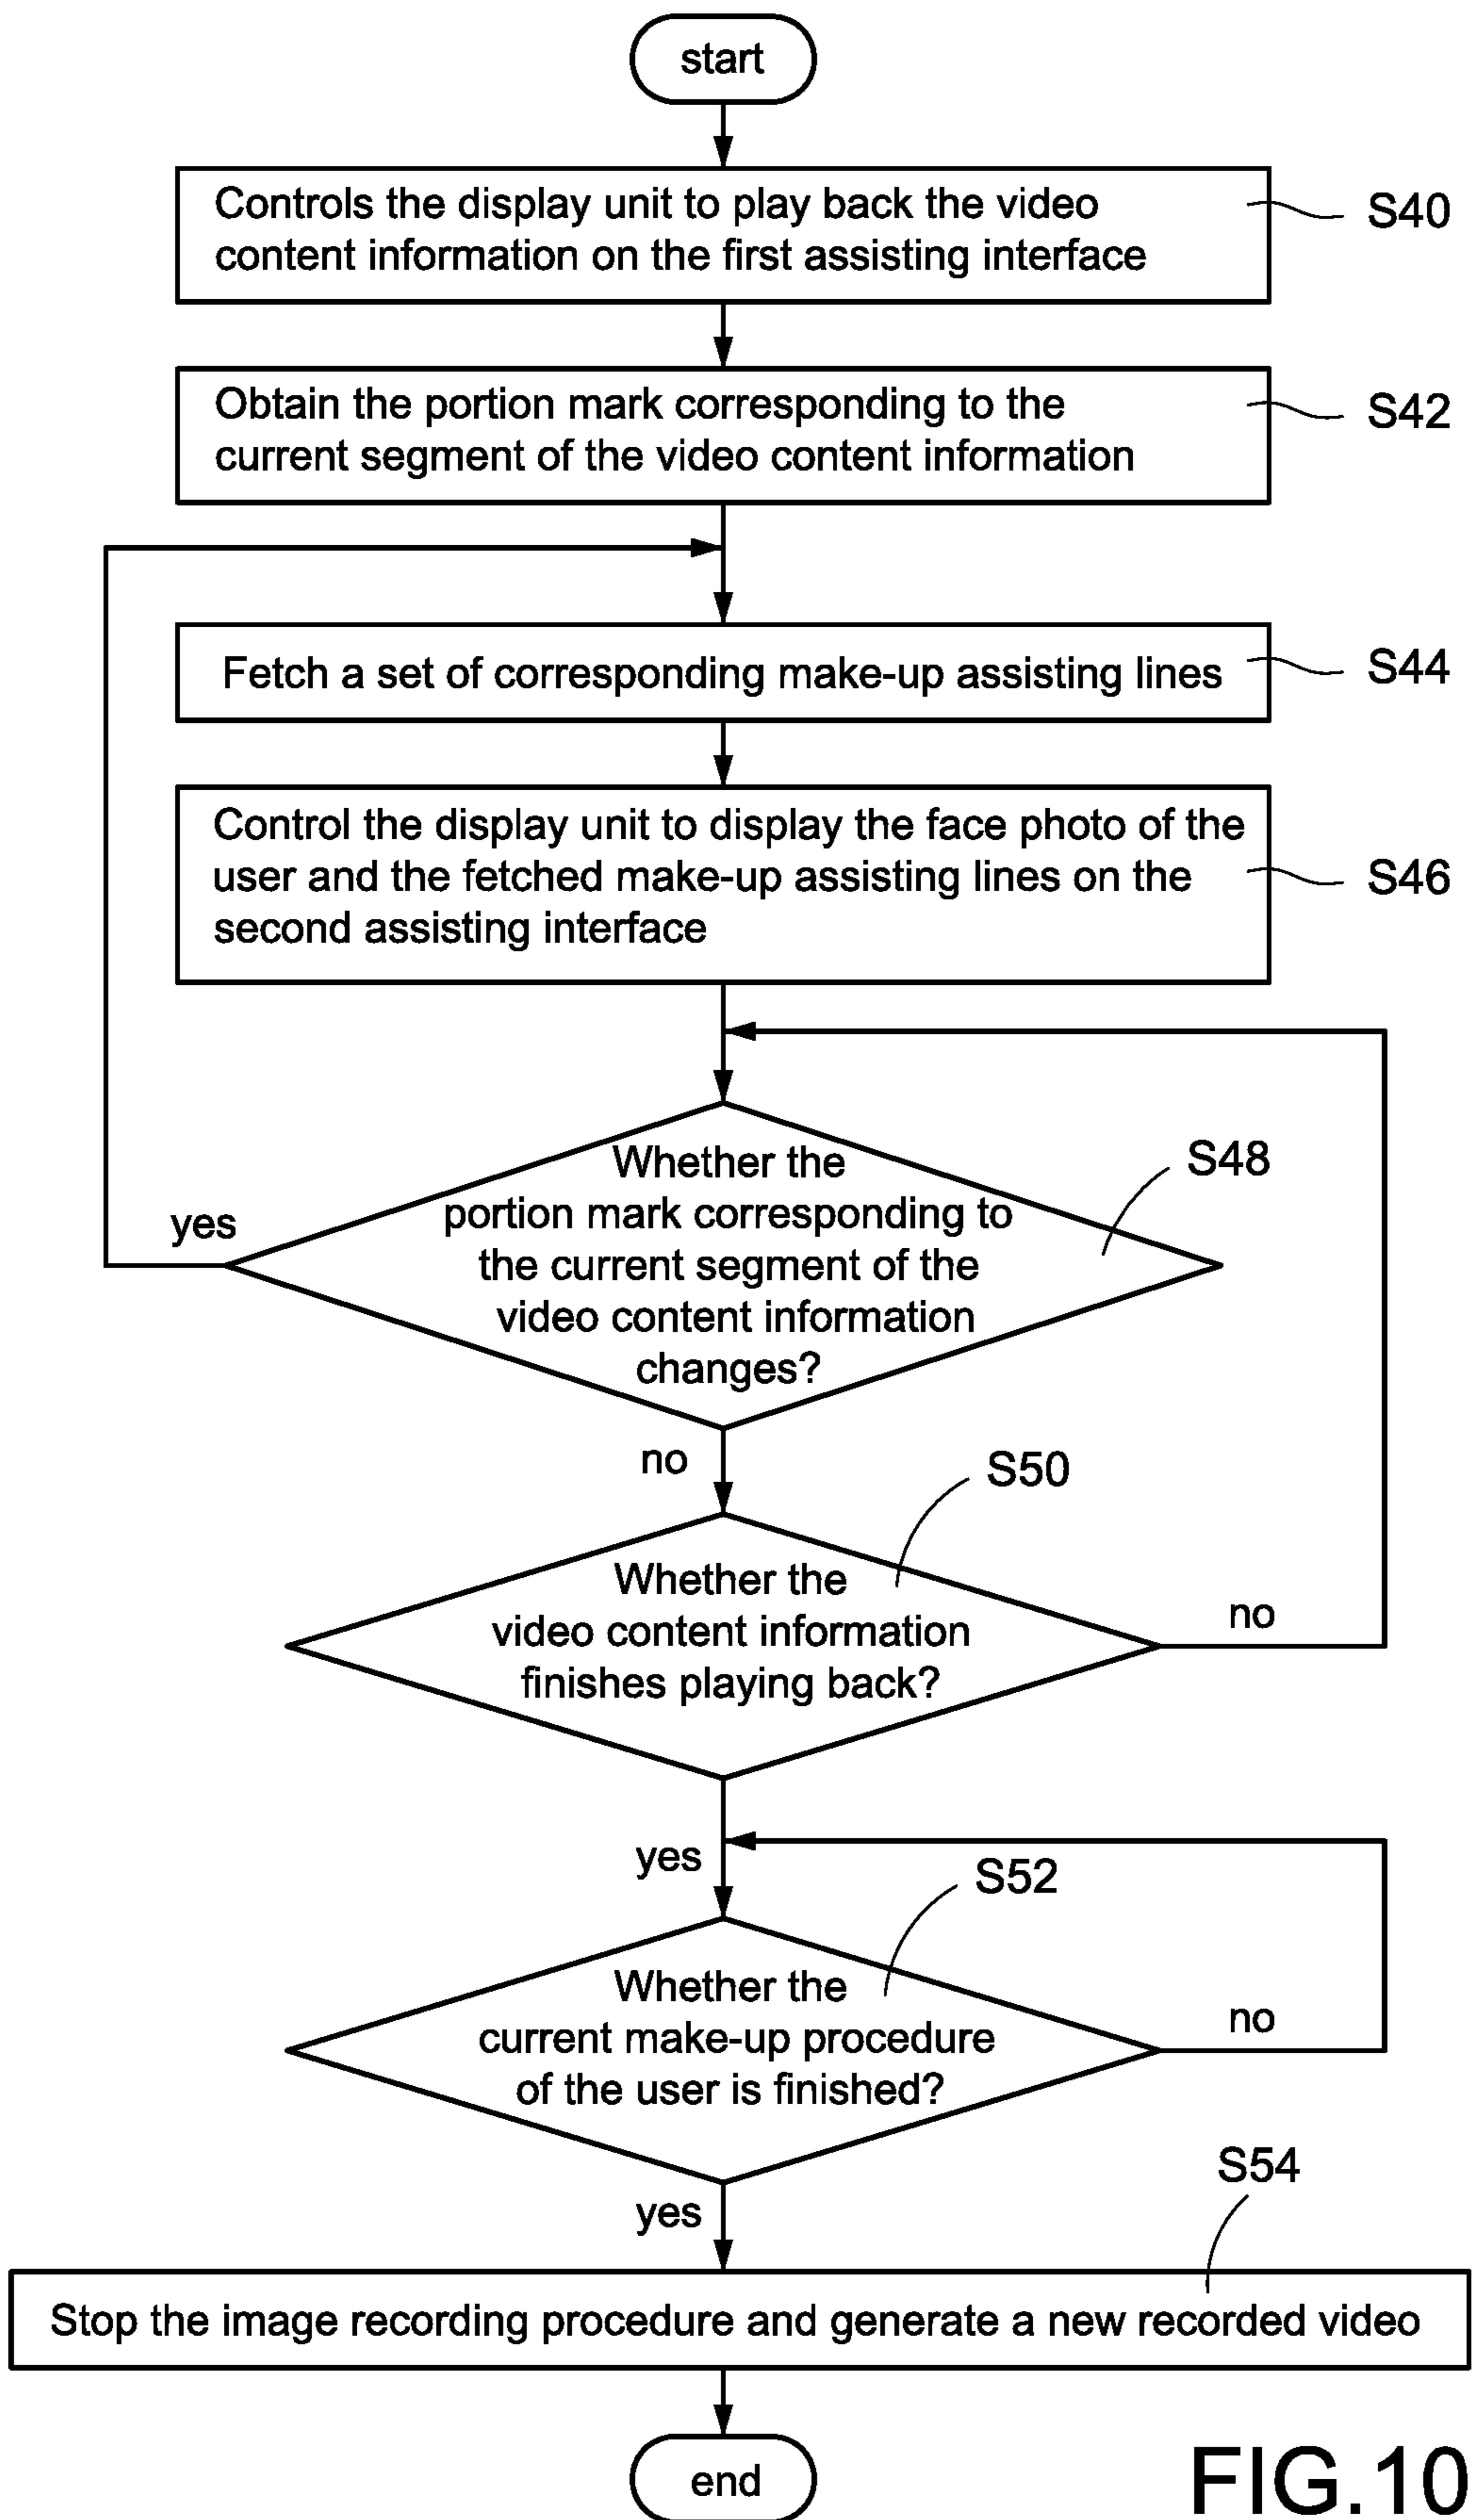 start
Controls the display unit to play back the video
content information on the first assisting interface
S40
Obtain the portion mark corresponding to the
current segment of the video content information
S42
Fetch a set of corresponding make-up assisting lines
S44
Control the display unit to display the face photo of the
user and the fetched make-up assisting lines on the
second assisting interface
S46
Whether the
portion mark corresponding to
the current segment of the
video content information
changes?
S48
yes
no
S50
Whether the
video content information
finishes playing back?
no
yes
S52
Whether the
current make-up procedure
of the user is finished?
no
yes
S54
Stop the image recording procedure and generate a new recorded video
end
FIG.10